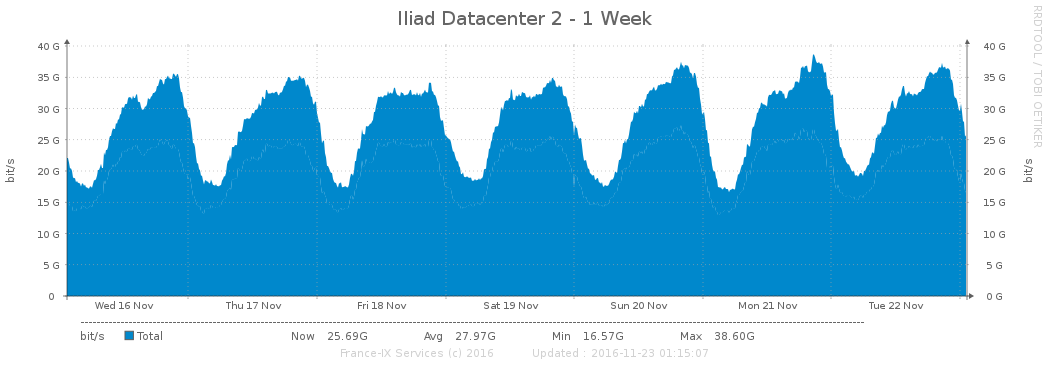 Iliad Datacenter 2 - 1 Week
RRDTOOL / TOBI OETIKER
40 G 40 G
35 G 35 G
30 G 30 G
25 G 25 G
20 G 20 G
15 G 15 G
10 G 10 G
5 G 5 G
0 0 G
bit/s bit/s
Wed 16 Nov Thu 17 Nov Fri 18 Nov Sat 19 Nov Sun 20 Nov Mon 21 Nov Tue 22 Nov
bit/s Total Now 25.69G Avg 27.97G Min 16.57G Max 38.60G
France-IX Services (c) 2016 Updated : 2016-11-23 01:15:07